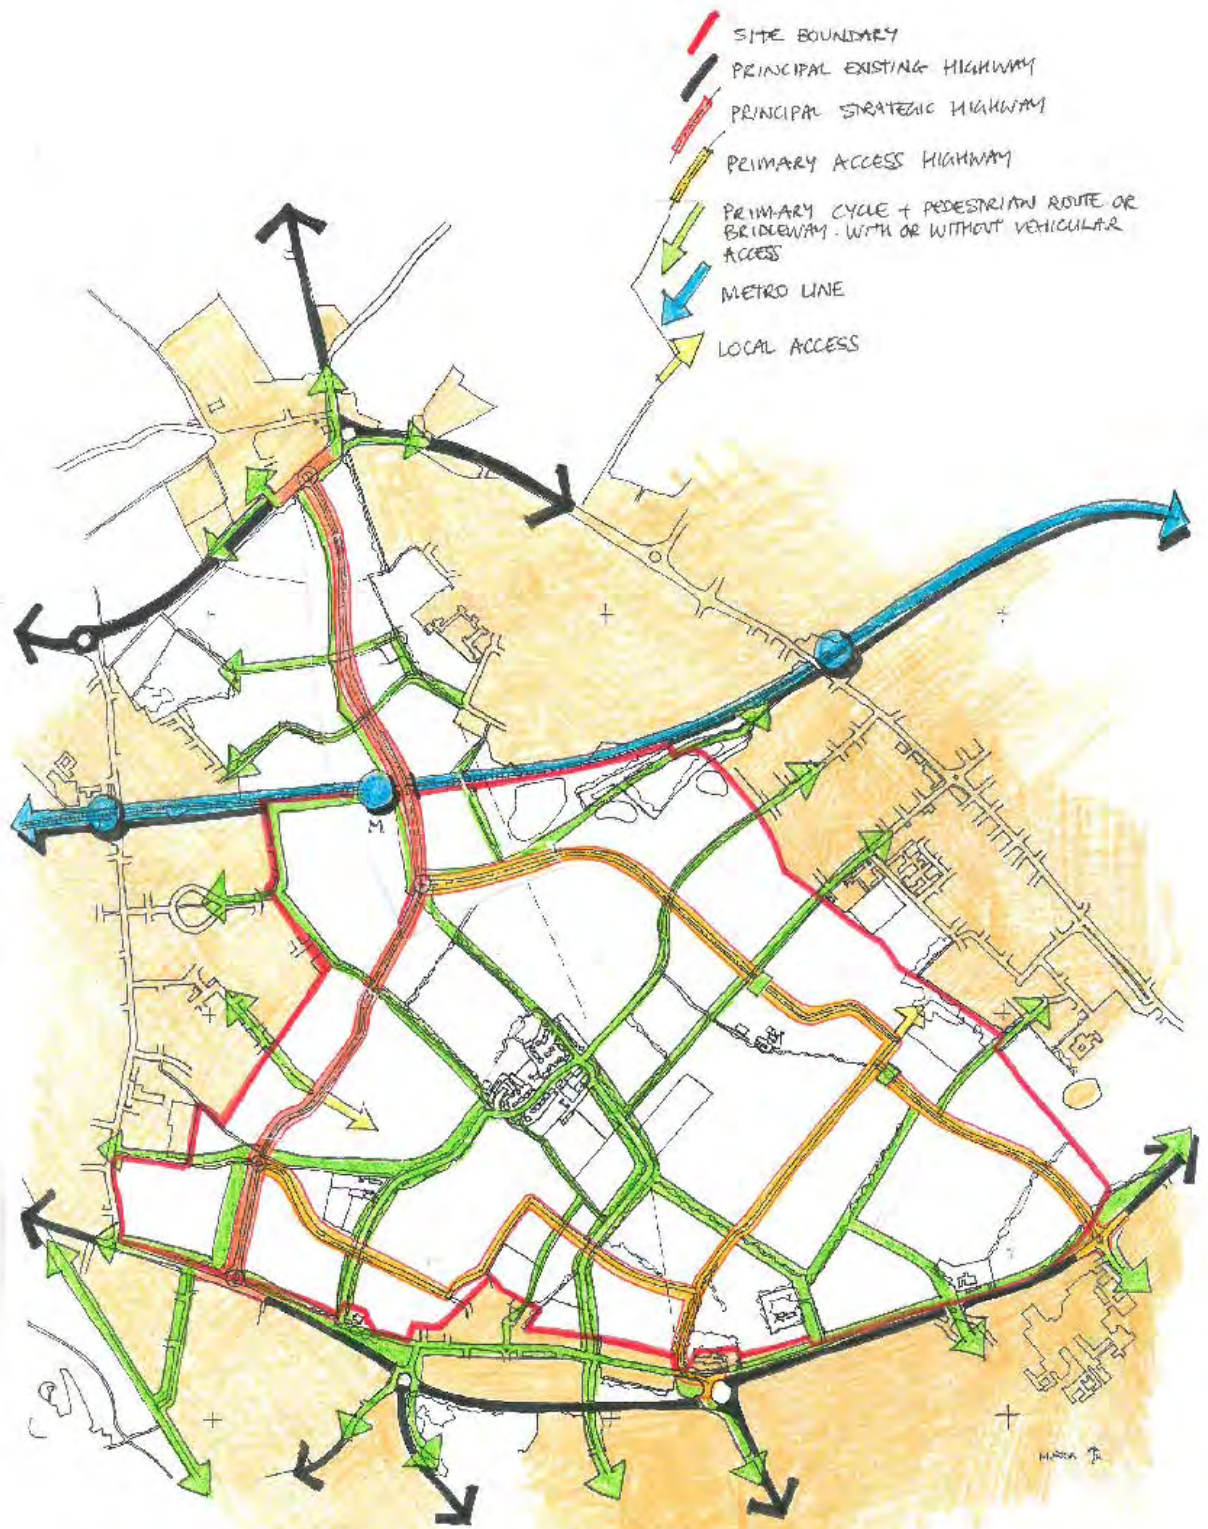 SITE BOUNDARY
PRINCIPAL EXISTING HIGHWAY
PRINCIPAL STRATEGIC HIGHWAY
PRIMARY ACCESS HIGHWAY
PRIMARY CYCLE + PEDESTRIAN ROUTE OR
BRIDLEWAY. WITH OR WITHOUT VEHICULAR
ACCESS
METRO LINE
LOCAL ACCESS
M